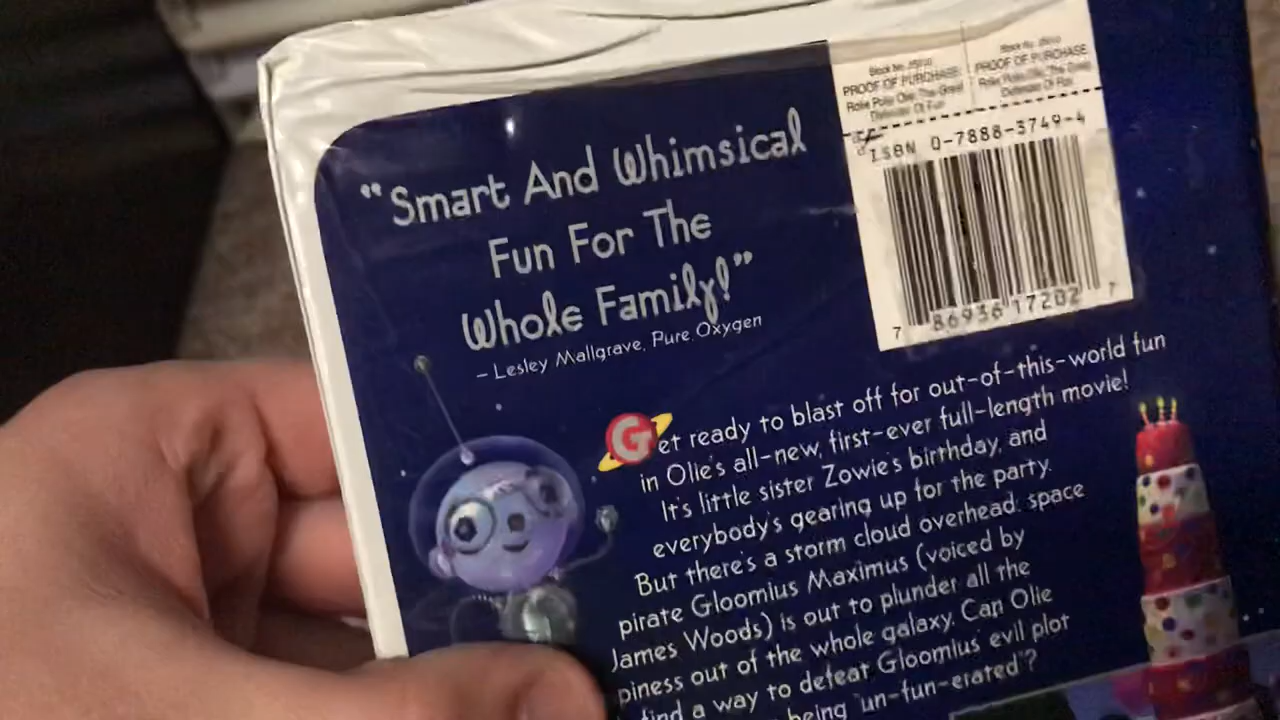 "Smart And Whimsical
Fun For The
Whole Family!"
– Lesley Mallgrave, Pure Oxygen
PROOF OF PURCHASE
PROOF OF PURCHASE
ISBN 0-7888-3749-4
7 86936 17202 7
Get ready to blast off for out-of-this-world fun
in Olie's all-new, first-ever full-length movie!
It's little sister Zowie's birthday, and
everybody's gearing up for the party.
But there's a storm cloud overhead: space
pirate Gloomius Maximus (voiced by
James Woods) is out to plunder all the
piness out of the whole galaxy. Can Olie
find a way to defeat Gloomius' evil plot
being "un-fun-erated"?